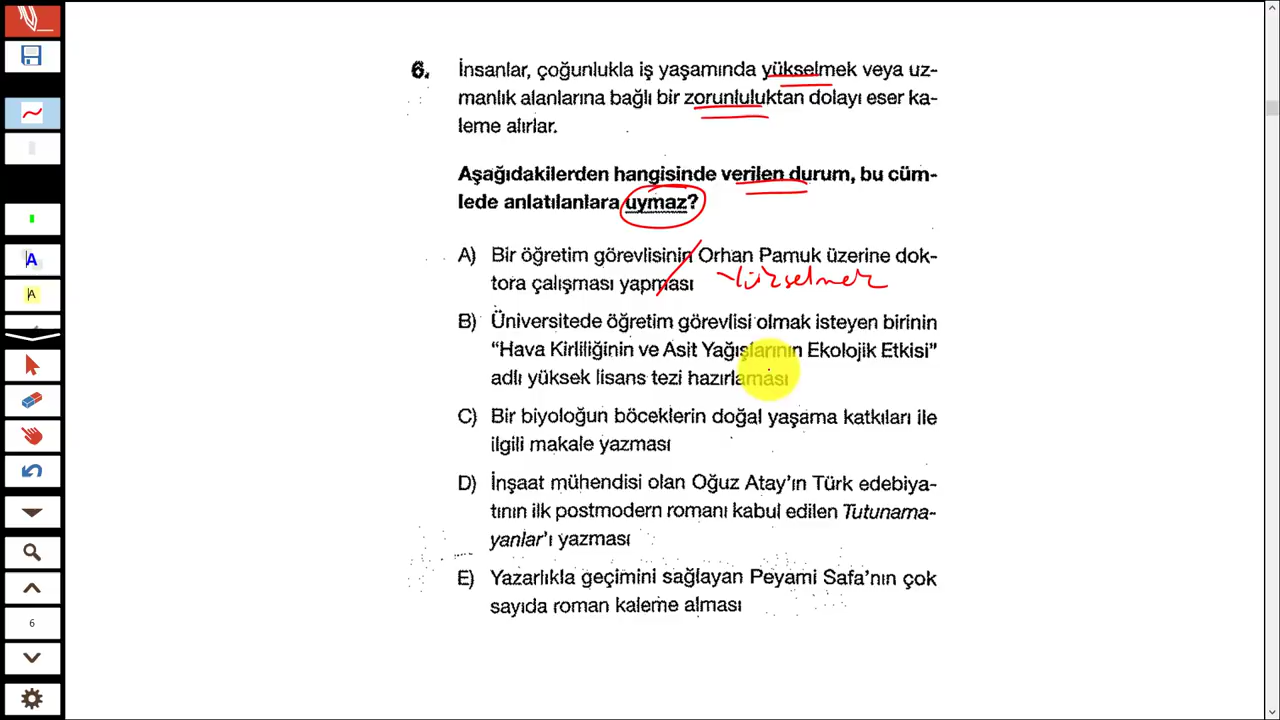 6. İnsanlar, çoğunlukla iş yaşamında yükselmek veya uz-
manlık alanlarına bağlı bir zorunluluktan dolayı eser ka-
leme alırlar.
Aşağıdakilerden hangisinde verilen durum, bu cüm-
lede anlatılanlara uymaz?
A) Bir öğretim görevlisinin Orhan Pamuk üzerine dok-
tora çalışması yapması yükselmek
B) Üniversitede öğretim görevlisi olmak isteyen birinin
“Hava Kirliliğinin ve Asit Yağışlarının Ekolojik Etkisi”
adlı yüksek lisans tezi hazırlaması
C) Bir biyoloğun böceklerin doğal yaşama katkıları ile
ilgili makale yazması
D) İnşaat mühendisi olan Oğuz Atay’ın Türk edebiya-
tının ilk postmodern romanı kabul edilen Tutunama-
yanlar’ı yazması
E) Yazarlıkla geçimini sağlayan Peyami Safa’nın çok
sayıda roman kaleme alması
A
A
6